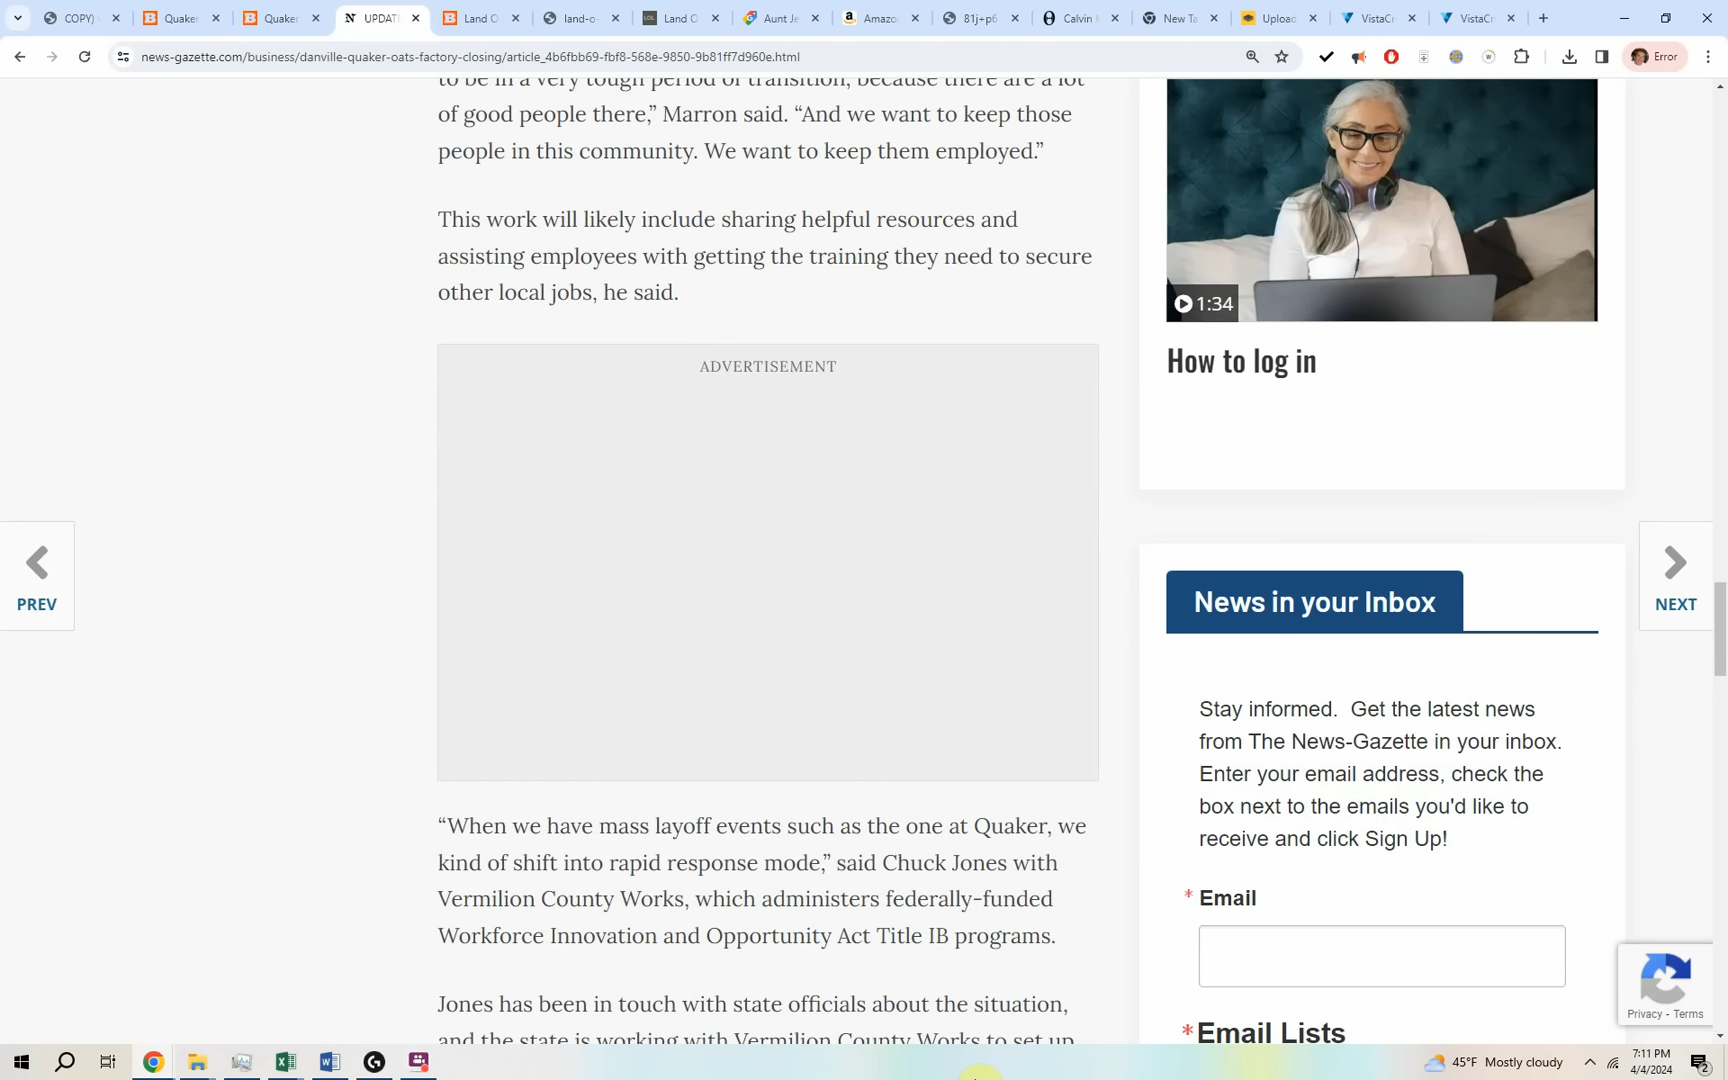 COPY)
Quaker
Quaker
UPDATE
Land O
land-o-
Land O
Aunt Je
Amazo
81j+p6
Calvin
New Ta
Upload
VistaCr
VistaCr
news-gazette.com/business/danville-quaker-oats-factory-closing/article_4b6fbb69-fbf8-568e-9850-9b81ff7d960e.html
Error
to be in a very tough period of transition, because there are a lot
of good people there,” Marron said. “And we want to keep those
people in this community. We want to keep them employed.”
This work will likely include sharing helpful resources and
assisting employees with getting the training they need to secure
other local jobs, he said.
ADVERTISEMENT
“When we have mass layoff events such as the one at Quaker, we
kind of shift into rapid response mode,” said Chuck Jones with
Vermilion County Works, which administers federally-funded
Workforce Innovation and Opportunity Act Title IB programs.
Jones has been in touch with state officials about the situation,
and the state is working with Vermilion County Works to set up
PREV
1:34
How to log in
News in your Inbox
Stay informed. Get the latest news
from The News-Gazette in your inbox.
Enter your email address, check the
box next to the emails you'd like to
receive and click Sign Up!
* Email
*Email Lists
NEXT
Privacy - Terms
45°F Mostly cloudy
7:11 PM
4/4/2024
2